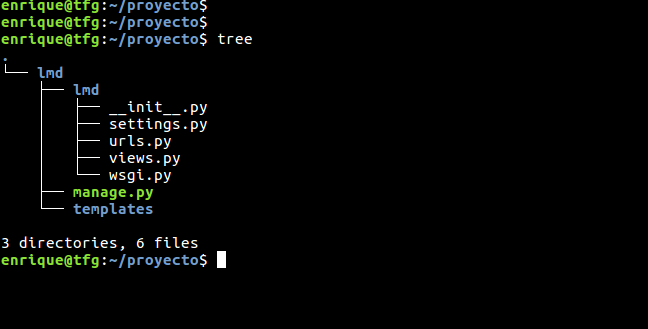 enrique@tfg:~/proyecto$
enrique@tfg:~/proyecto$
enrique@tfg:~/proyecto$ tree
.
└── lmd
    ├── lmd
    │   ├── __init__.py
    │   ├── settings.py
    │   ├── urls.py
    │   ├── views.py
    │   └── wsgi.py
    ├── manage.py
    └── templates

3 directories, 6 files
enrique@tfg:~/proyecto$